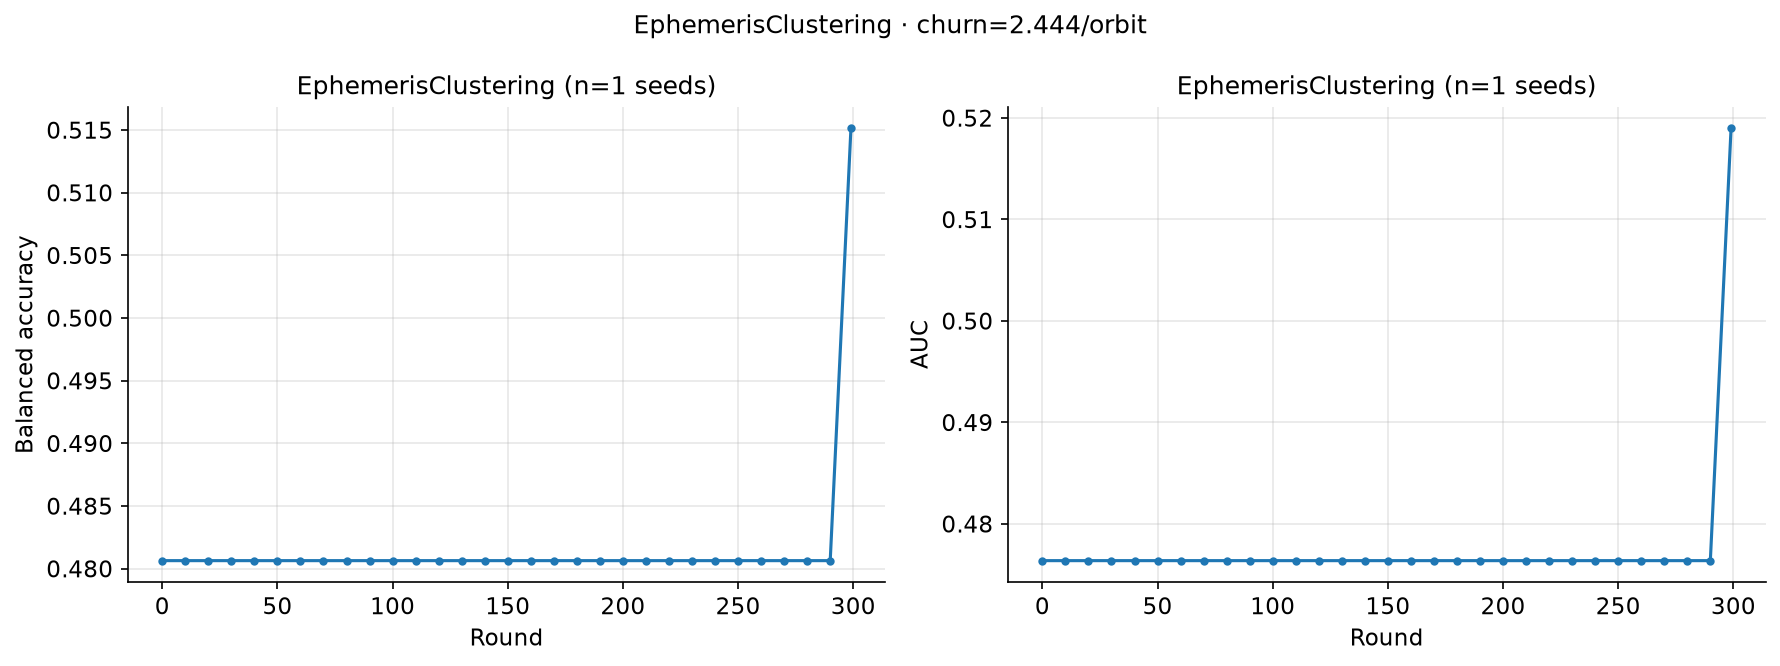 EphemerisClustering · churn=2.444/orbit
EphemerisClustering (n=1 seeds)
Balanced accuracy
0.515
0.510
0.505
0.500
0.495
0.490
0.485
0.480
0 50 100 150 200 250 300
Round
EphemerisClustering (n=1 seeds)
AUC
0.52
0.51
0.50
0.49
0.48
0 50 100 150 200 250 300
Round